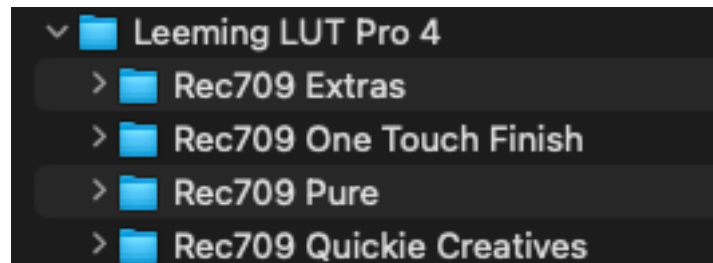 Leeming LUT Pro 4
Rec709 Extras
Rec709 One Touch Finish
Rec709 Pure
Rec709 Quickie Creatives